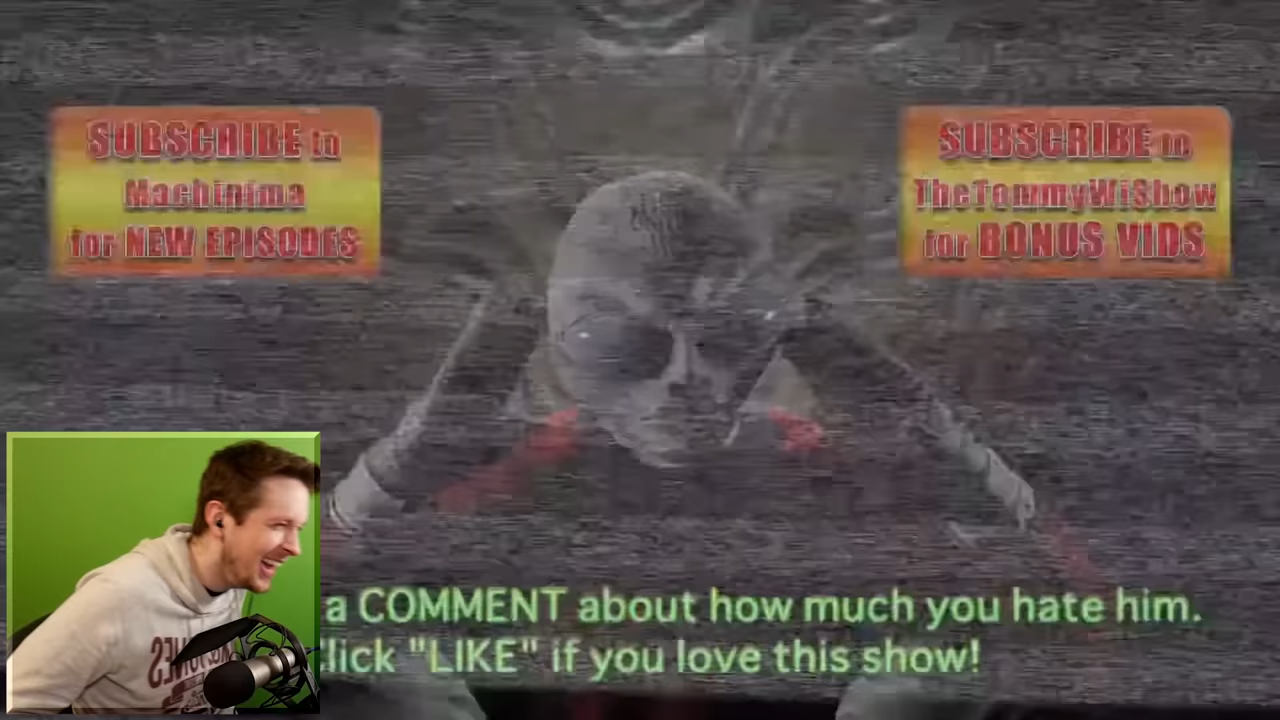 SUBSCRIBE to
Machinima
for NEW EPISODES
SUBSCRIBE to
TheTommyWiShow
for BONUS VIDS
a COMMENT about how much you hate him.
Click "LIKE" if you love this show!